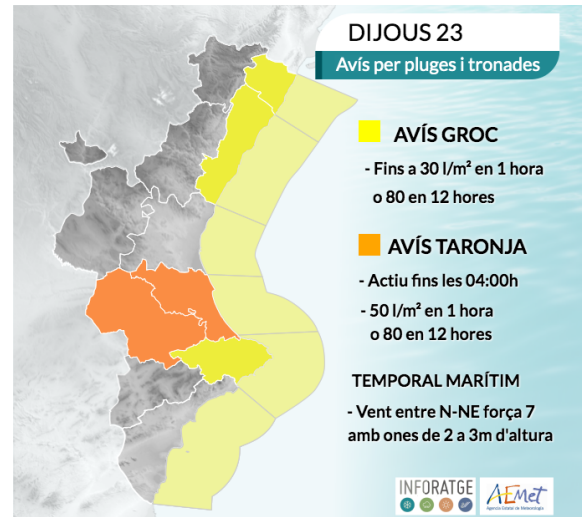 DIJOUS 23
Avís per pluges i tronades
AVÍS GROC
- Fins a 30 l/m² en 1 hora
o 80 en 12 hores
AVÍS TARONJA
- Actiu fins les 04:00h
- 50 l/m² en 1 hora
o 80 en 12 hores
TEMPORAL MARÍTIM
- Vent entre N-NE força 7
amb ones de 2 a 3m d'altura
INFORATGE
AEmet
Agencia Estatal de Meteorología